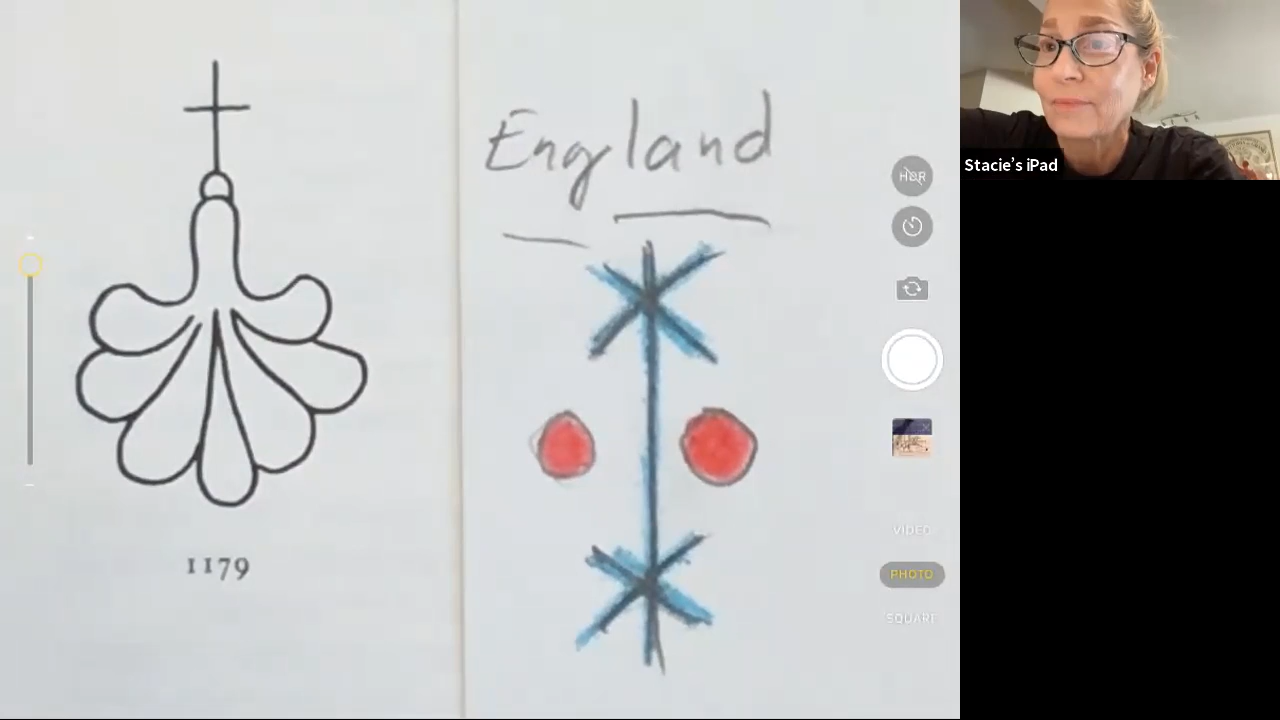 England
1179
HDR
VIDEO
PHOTO
SQUARE
Stacie’s iPad